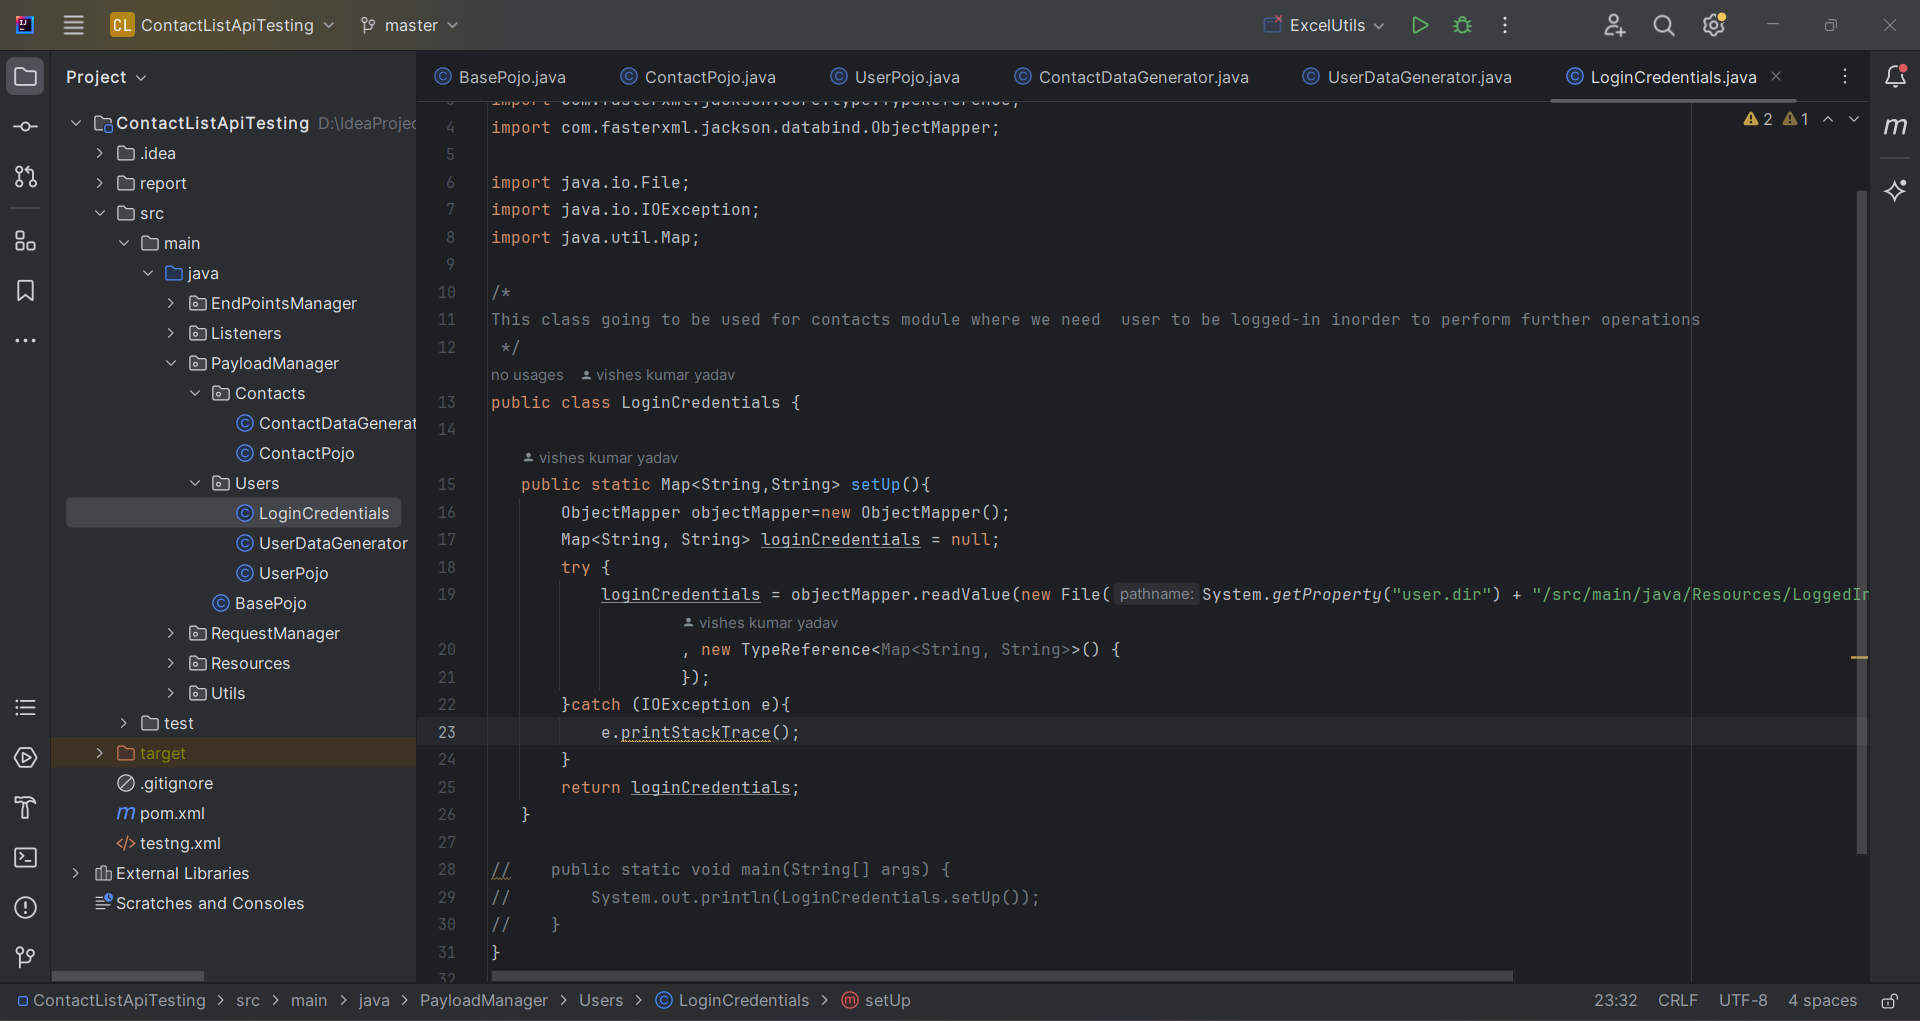 CL ContactListApiTesting master ExcelUtils
Project
BasePojo.java ContactPojo.java UserPojo.java ContactDataGenerator.java UserDataGenerator.java LoginCredentials.java
ContactListApiTesting D:\IdeaProjec
.idea
report
src
main
java
EndPointsManager
Listeners
PayloadManager
Contacts
ContactDataGenerat
ContactPojo
Users
LoginCredentials
UserDataGenerator
UserPojo
BasePojo
RequestManager
Resources
Utils
test
target
.gitignore
pom.xml
testng.xml
External Libraries
Scratches and Consoles
2 1
import com.fasterxml.jackson.core.type.TypeReference;
4 import com.fasterxml.jackson.databind.ObjectMapper;
5
6 import java.io.File;
7 import java.io.IOException;
8 import java.util.Map;
9
10 /*
11 This class going to be used for contacts module where we need  user to be logged-in inorder to perform further operations
12 */
no usages vishes kumar yadav
13 public class LoginCredentials {
14
vishes kumar yadav
15 public static Map<String,String> setUp(){
16 ObjectMapper objectMapper=new ObjectMapper();
17 Map<String, String> loginCredentials = null;
18 try {
19 loginCredentials = objectMapper.readValue(new File( pathname: System.getProperty("user.dir") + "/src/main/java/Resources/LoggedIn
vishes kumar yadav
20 , new TypeReference<Map<String, String>>() {
21 });
22 }catch (IOException e){
23 e.printStackTrace();
24 }
25 return loginCredentials;
26 }
27
28 // public static void main(String[] args) {
29 // System.out.println(LoginCredentials.setUp());
30 // }
31 }
32
ContactListApiTesting > src > main > java > PayloadManager > Users > LoginCredentials > setUp
23:32 CRLF UTF-8 4 spaces